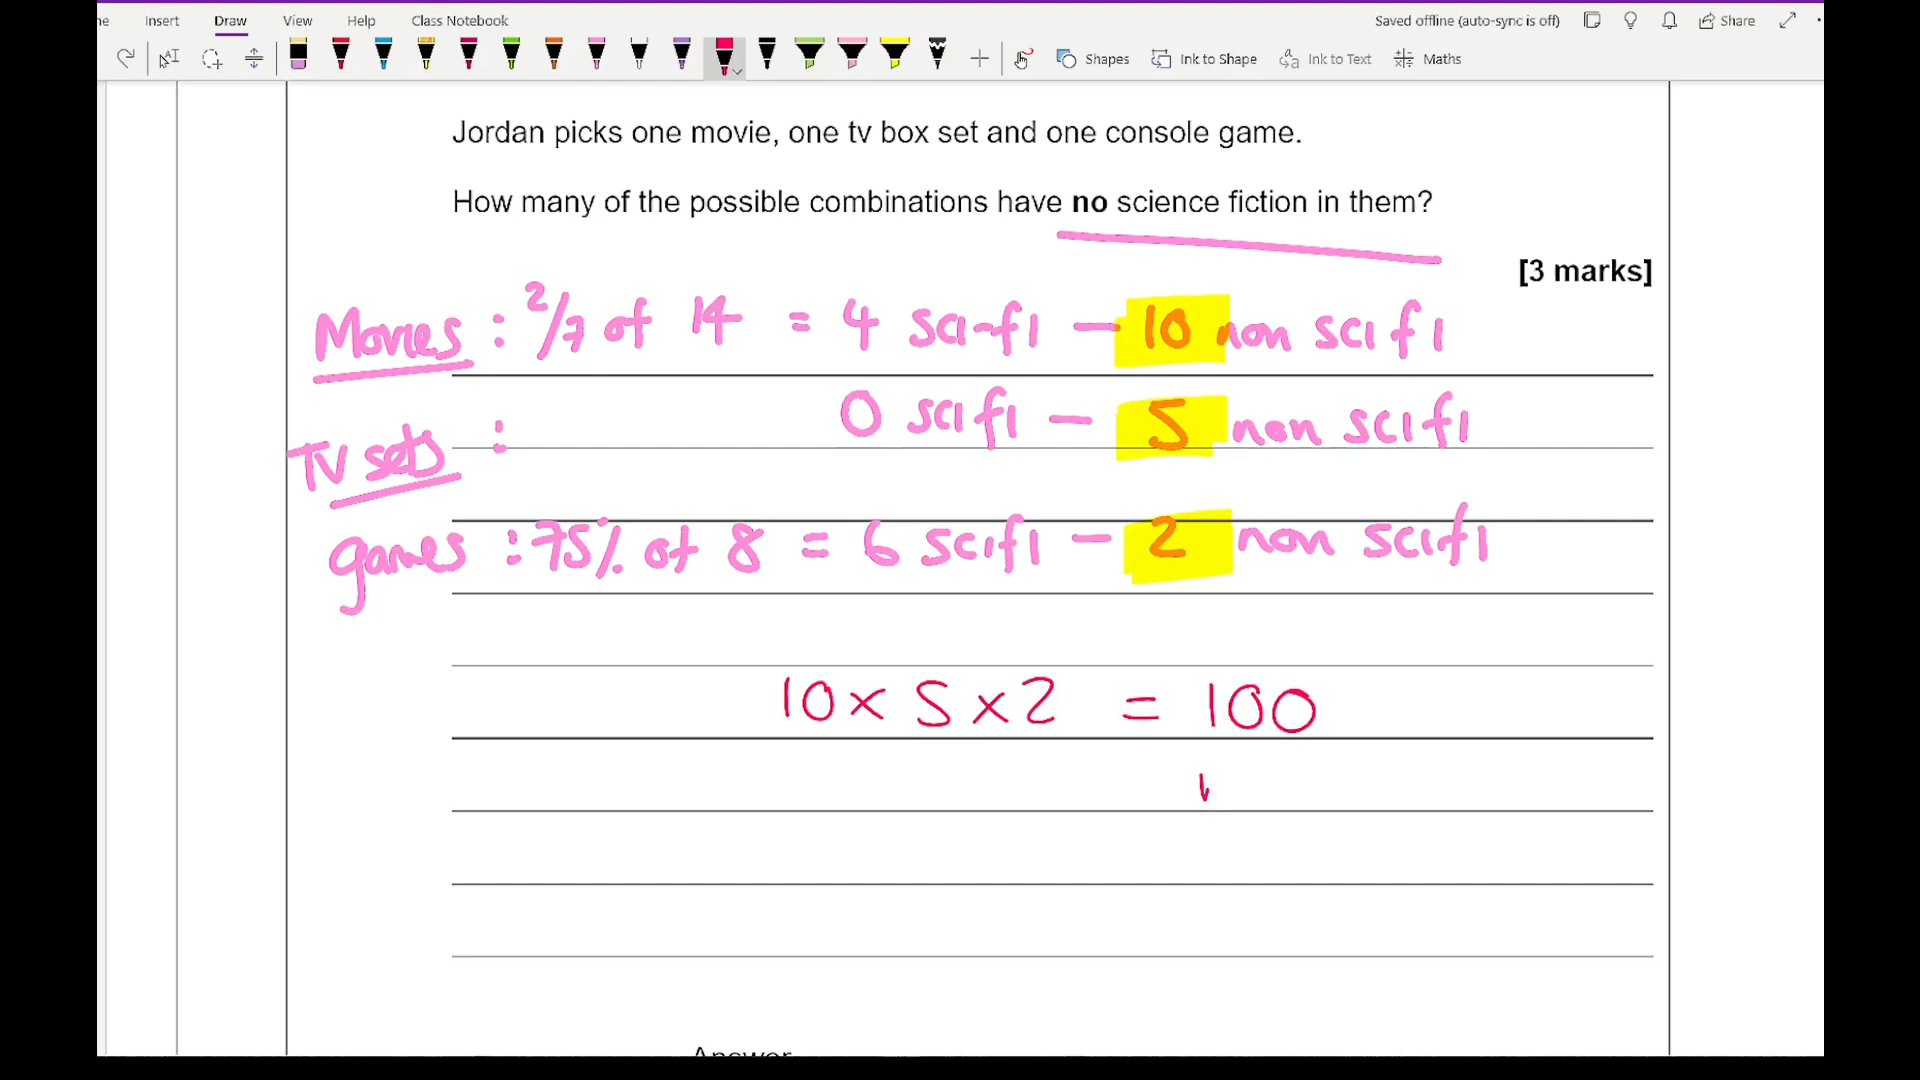 Insert Draw View Help Class Notebook Saved offline (auto-sync is off) Share
Ink to Shape Ink to Text Maths
Shapes
Jordan picks one movie, one tv box set and one console game.
How many of the possible combinations have no science fiction in them?
[3 marks]
Movies : 2/7 of 14 = 4 sci-fi - 10 non sci fi
TV sets : 0 sci fi - 5 non sci fi
games : 75% of 8 = 6 sci fi - 2 non sci fi
10 x 5 x 2 = 100